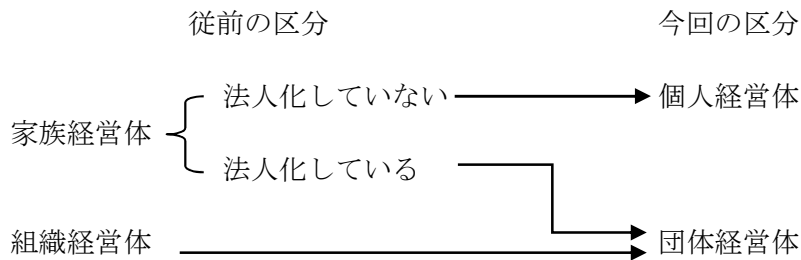 従前の区分 今回の区分
法人化していない 個人経営体
家族経営体
法人化している
組織経営体 団体経営体